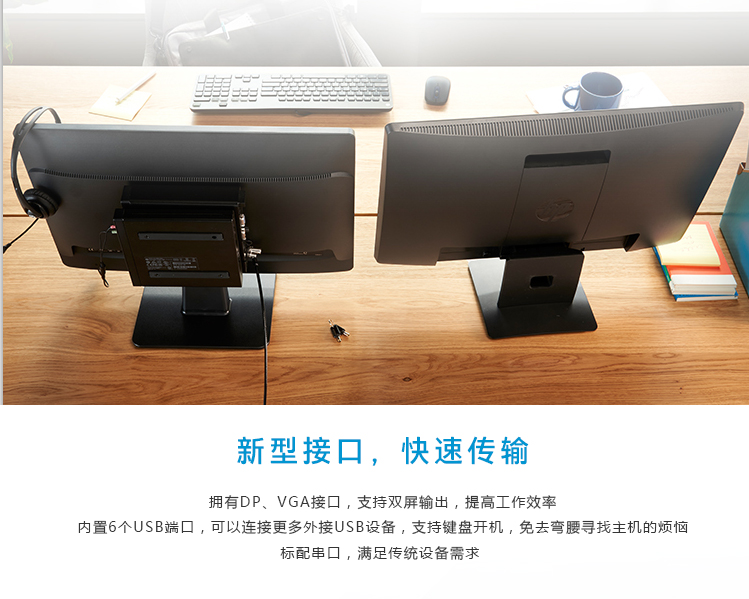 新型接口，快速传输
拥有DP、VGA接口，支持双屏输出，提高工作效率
内置6个USB端口，可以连接更多外接USB设备，支持键盘开机，免去弯腰寻找主机的烦恼
标配串口，满足传统设备需求